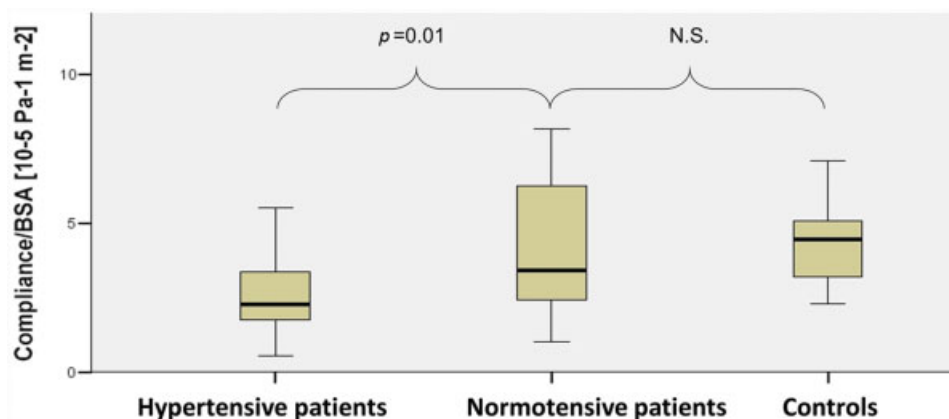 Compliance/BSA [10-5 Pa-1 m-2]
p=0.01
N.S.
10
5
0
Hypertensive patients
Normotensive patients
Controls